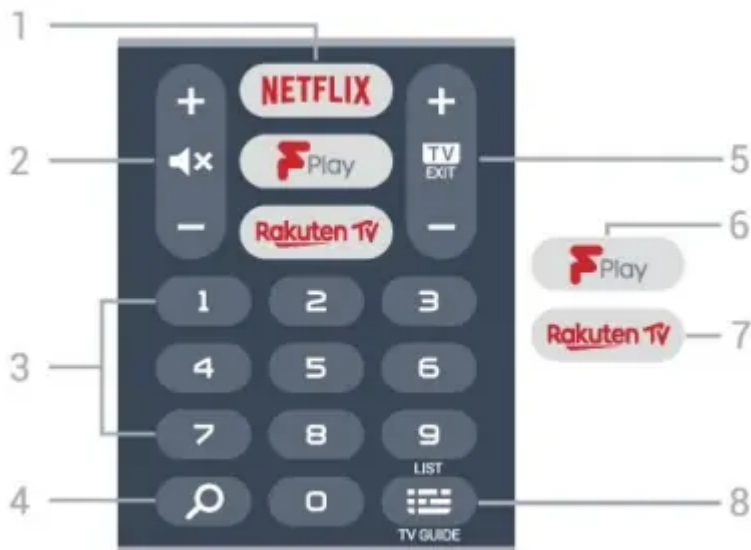 1
NETFLIX
+ +
2
TV
EXIT
5
F Play
6
- -
Rakuten TV
F Play
1 2 3
Rakuten TV
7
3
4 5 6
7 8 9
LIST
4
0
8
TV GUIDE